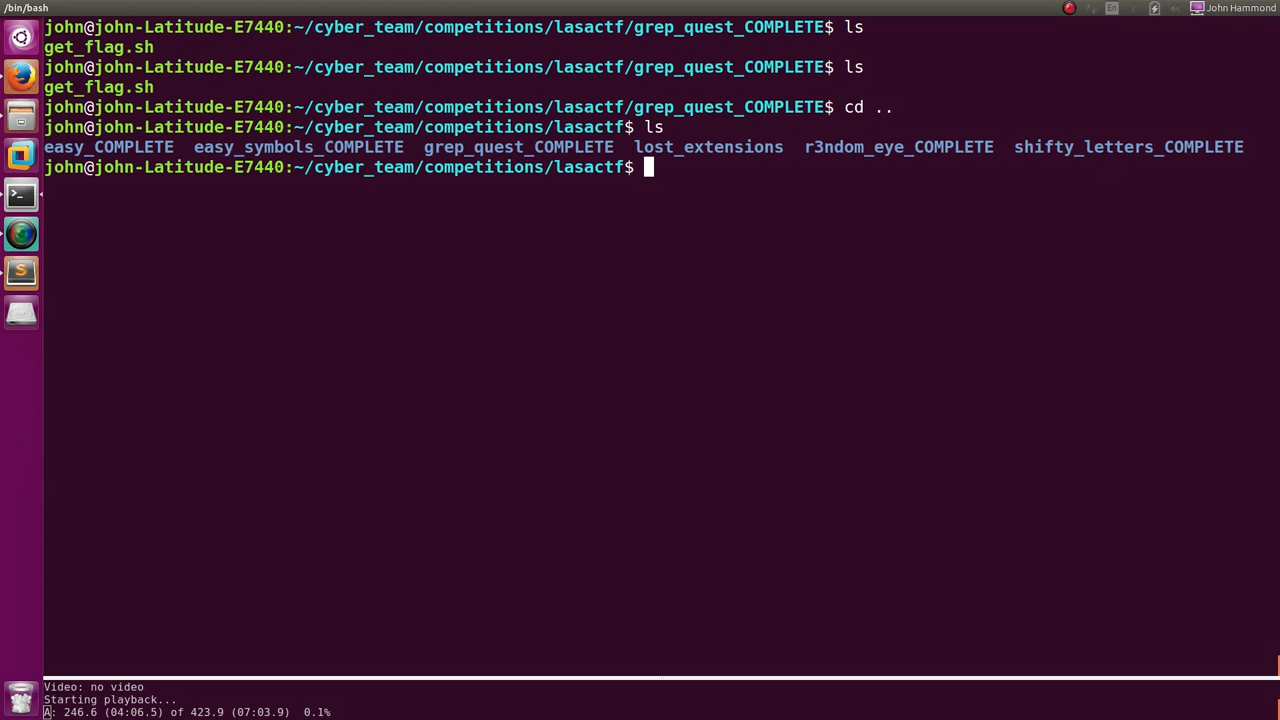 /bin/bash
En
John Hammond
john@john-Latitude-E7440:~/cyber_team/competitions/lasactf/grep_quest_COMPLETE$ ls
get_flag.sh
john@john-Latitude-E7440:~/cyber_team/competitions/lasactf/grep_quest_COMPLETE$ ls
get_flag.sh
john@john-Latitude-E7440:~/cyber_team/competitions/lasactf/grep_quest_COMPLETE$ cd ..
john@john-Latitude-E7440:~/cyber_team/competitions/lasactf$ ls
easy_COMPLETE  easy_symbols_COMPLETE  grep_quest_COMPLETE  lost_extensions  r3ndom_eye_COMPLETE  shifty_letters_COMPLETE
john@john-Latitude-E7440:~/cyber_team/competitions/lasactf$
Video: no video
Starting playback...
A: 246.6 (04:06.5) of 423.9 (07:03.9)  0.1%